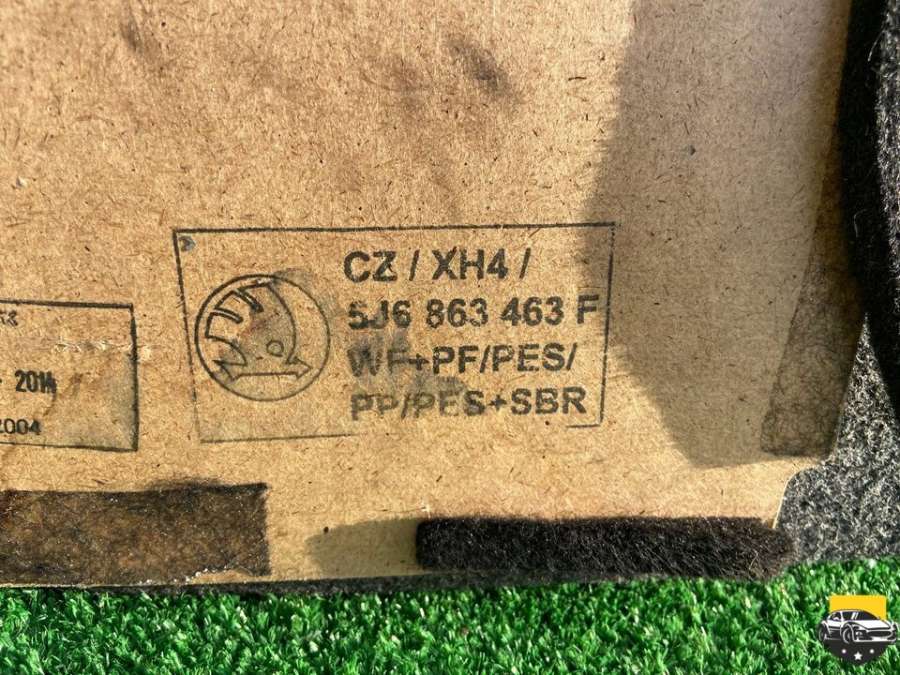 CZ / XH4 /
5J6 863 463 F
WF+PF/PES/
PP/PES+SBR
2014
2004